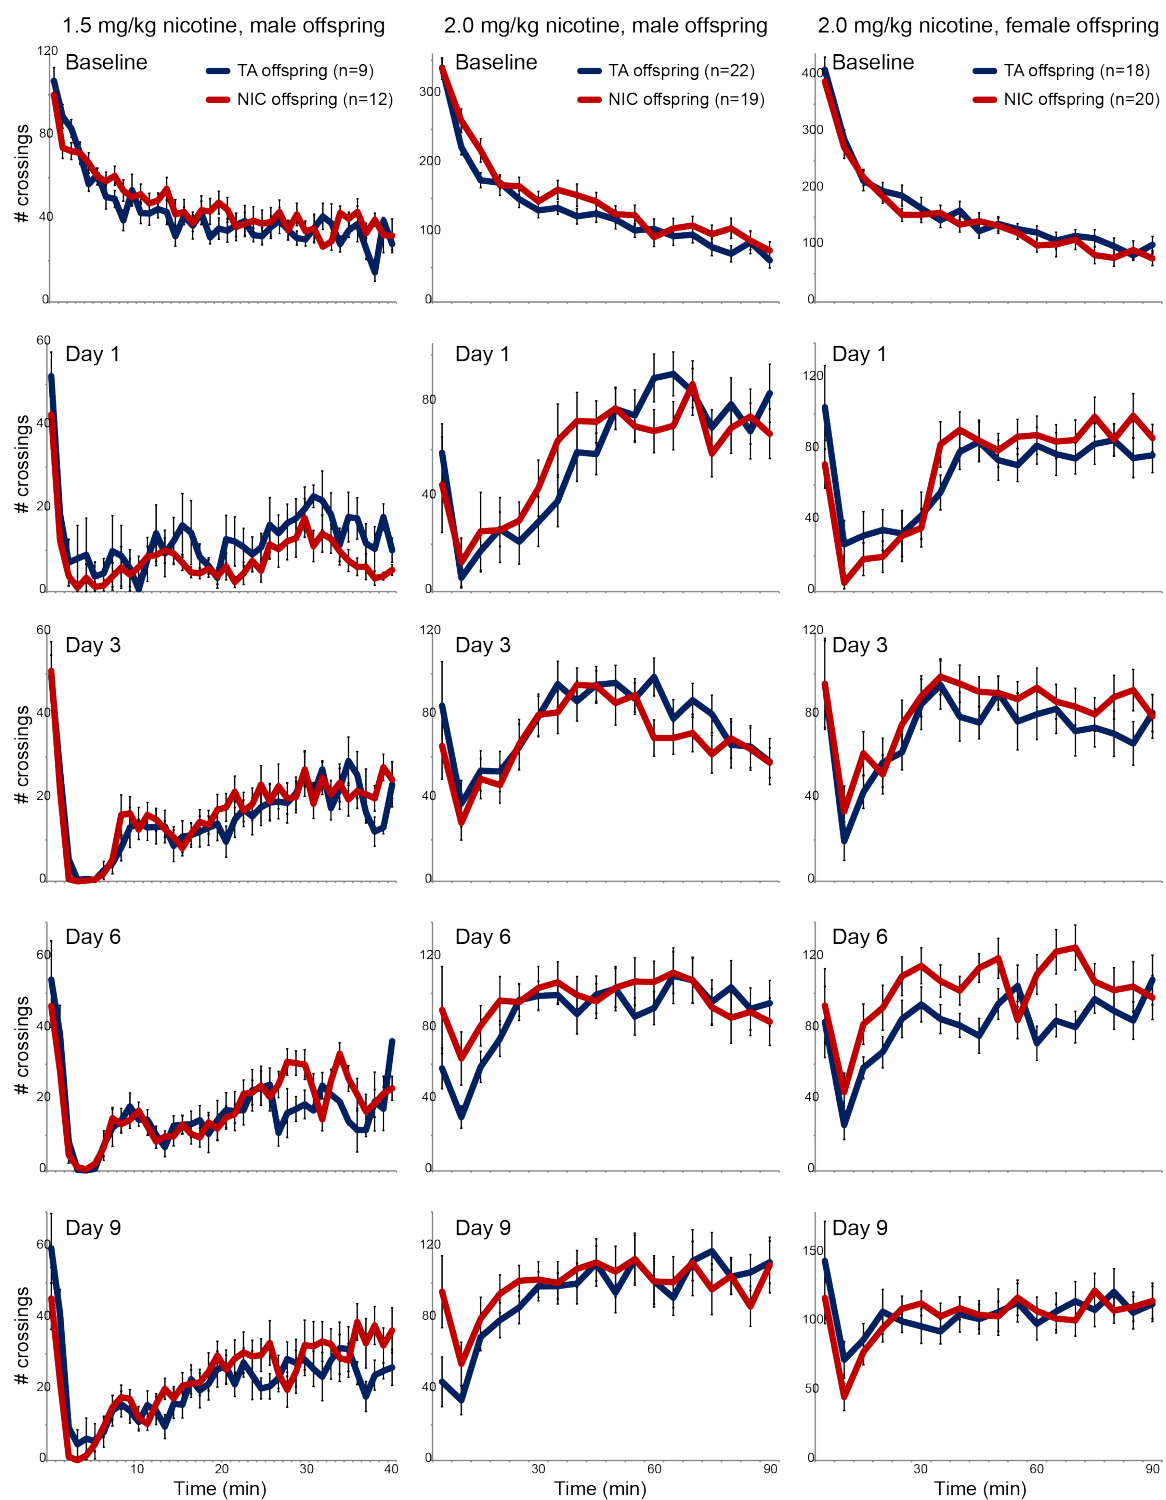 1.5 mg/kg nicotine, male offspring
2.0 mg/kg nicotine, male offspring
2.0 mg/kg nicotine, female offspring
Baseline
TA offspring (n=9)
NIC offspring (n=12)
# crossings
120
80
40
0
Baseline
TA offspring (n=22)
NIC offspring (n=19)
300
200
100
0
Baseline
TA offspring (n=18)
NIC offspring (n=20)
400
300
200
100
0
Day 1
# crossings
60
40
20
0
Day 1
80
40
0
Day 1
120
80
40
0
Day 3
# crossings
60
40
20
0
Day 3
120
80
40
0
Day 3
120
80
40
0
Day 6
# crossings
60
40
20
0
Day 6
120
80
40
0
Day 6
120
80
40
0
Day 9
# crossings
60
40
20
0
10 20 30 40
Time (min)
Day 9
120
80
40
0
30 60 90
Time (min)
Day 9
150
100
50
0
30 60 90
Time (min)